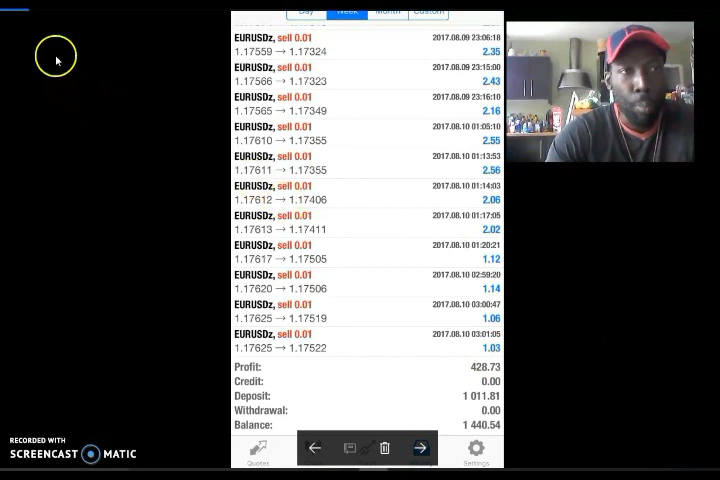 Day Week Month Custom
EURUSDz, sell 0.01 2017.08.09 23:06:18
1.17559 → 1.17324 2.35
EURUSDz, sell 0.01 2017.08.09 23:15:00
1.17566 → 1.17323 2.43
EURUSDz, sell 0.01 2017.08.09 23:16:10
1.17565 → 1.17349 2.16
EURUSDz, sell 0.01 2017.08.10 01:05:10
1.17610 → 1.17355 2.55
EURUSDz, sell 0.01 2017.08.10 01:13:53
1.17611 → 1.17355 2.56
EURUSDz, sell 0.01 2017.08.10 01:14:03
1.17612 → 1.17406 2.06
EURUSDz, sell 0.01 2017.08.10 01:17:05
1.17613 → 1.17411 2.02
EURUSDz, sell 0.01 2017.08.10 01:20:21
1.17617 → 1.17505 1.12
EURUSDz, sell 0.01 2017.08.10 02:59:20
1.17620 → 1.17506 1.14
EURUSDz, sell 0.01 2017.08.10 03:00:47
1.17625 → 1.17519 1.06
EURUSDz, sell 0.01 2017.08.10 03:01:05
1.17625 → 1.17522 1.03
Profit: 428.73
Credit: 0.00
Deposit: 1 011.81
Withdrawal: 0.00
Balance: 1 440.54
Quotes Settings
RECORDED WITH
SCREENCAST MATIC